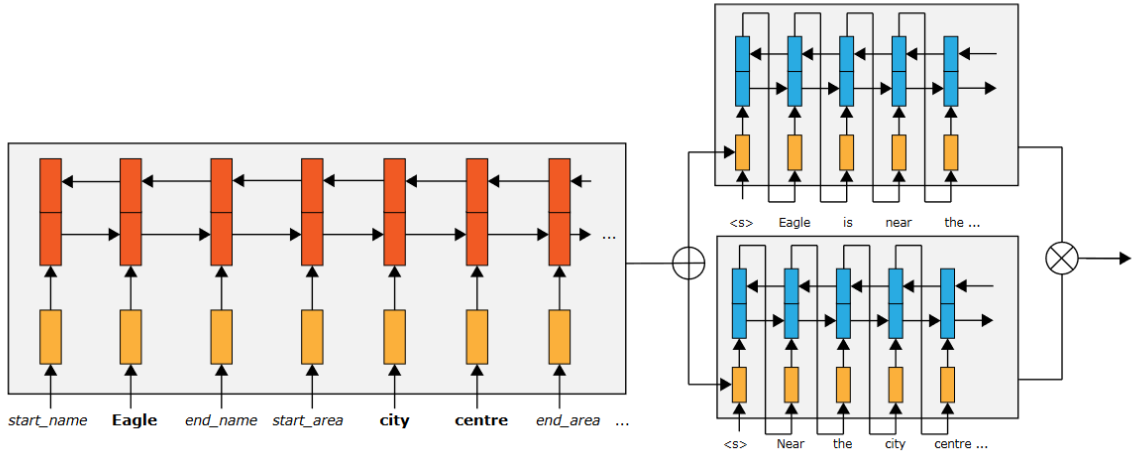 <s> Eagle is near the ...
...
start_name Eagle end_name start_area city centre end_area ...
<s> Near the city centre ...